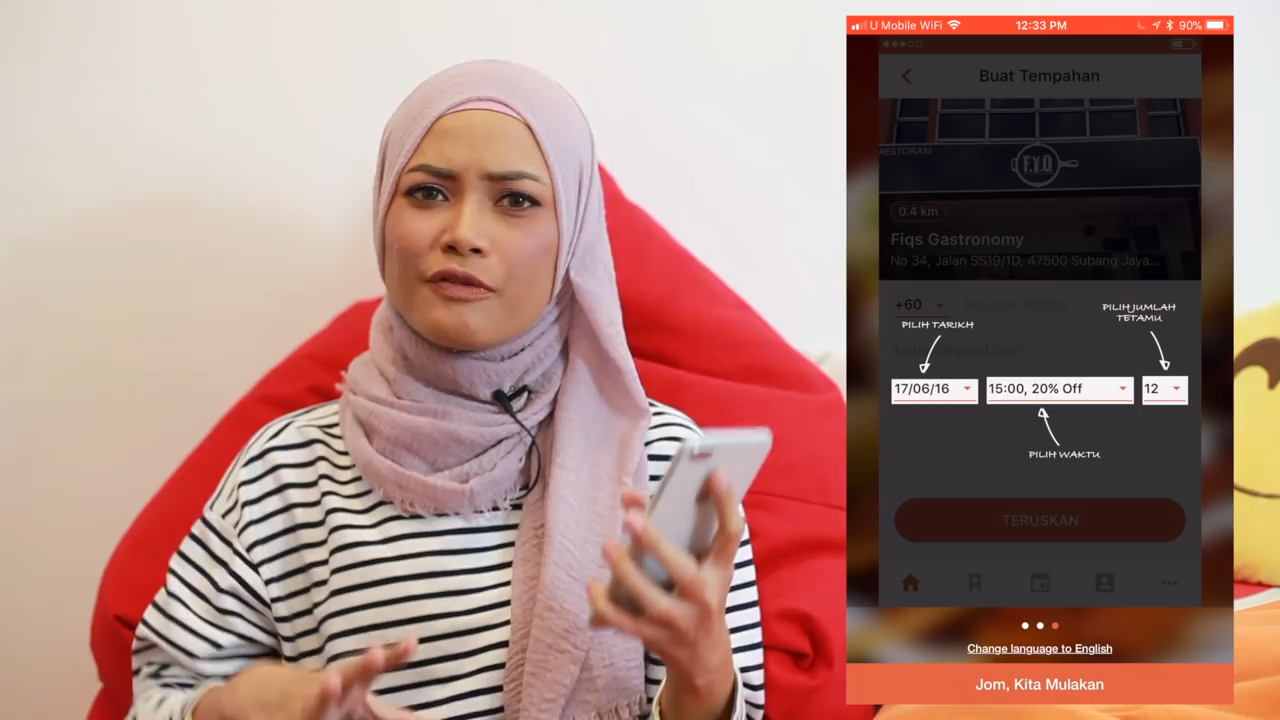 U Mobile WiFi
12:33 PM
90%
Buat Tempahan
RESTORAN
F.Y.Q
0.4 km
Fiqs Gastronomy
No 34, Jalan SS19/1D, 47500 Subang Jaya...
+60
Nombor telefon
PILIH JUMLAH
TETAMU
PILIH TARIKH
17/06/16
15:00, 20% Off
12
PILIH WAKTU
TERUSKAN
Change language to English
Jom, Kita Mulakan